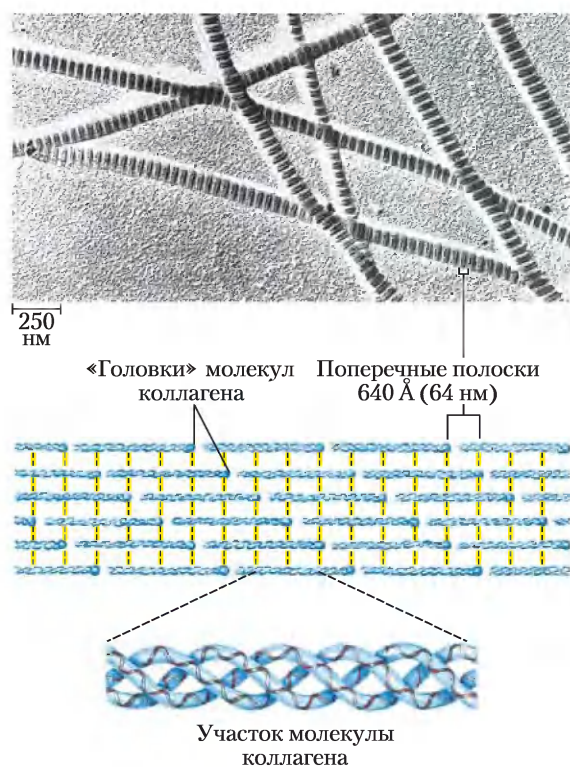 250
нм
«Головки» молекул
коллагена
Поперечные полоски
640 Å (64 нм)
Участок молекулы
коллагена